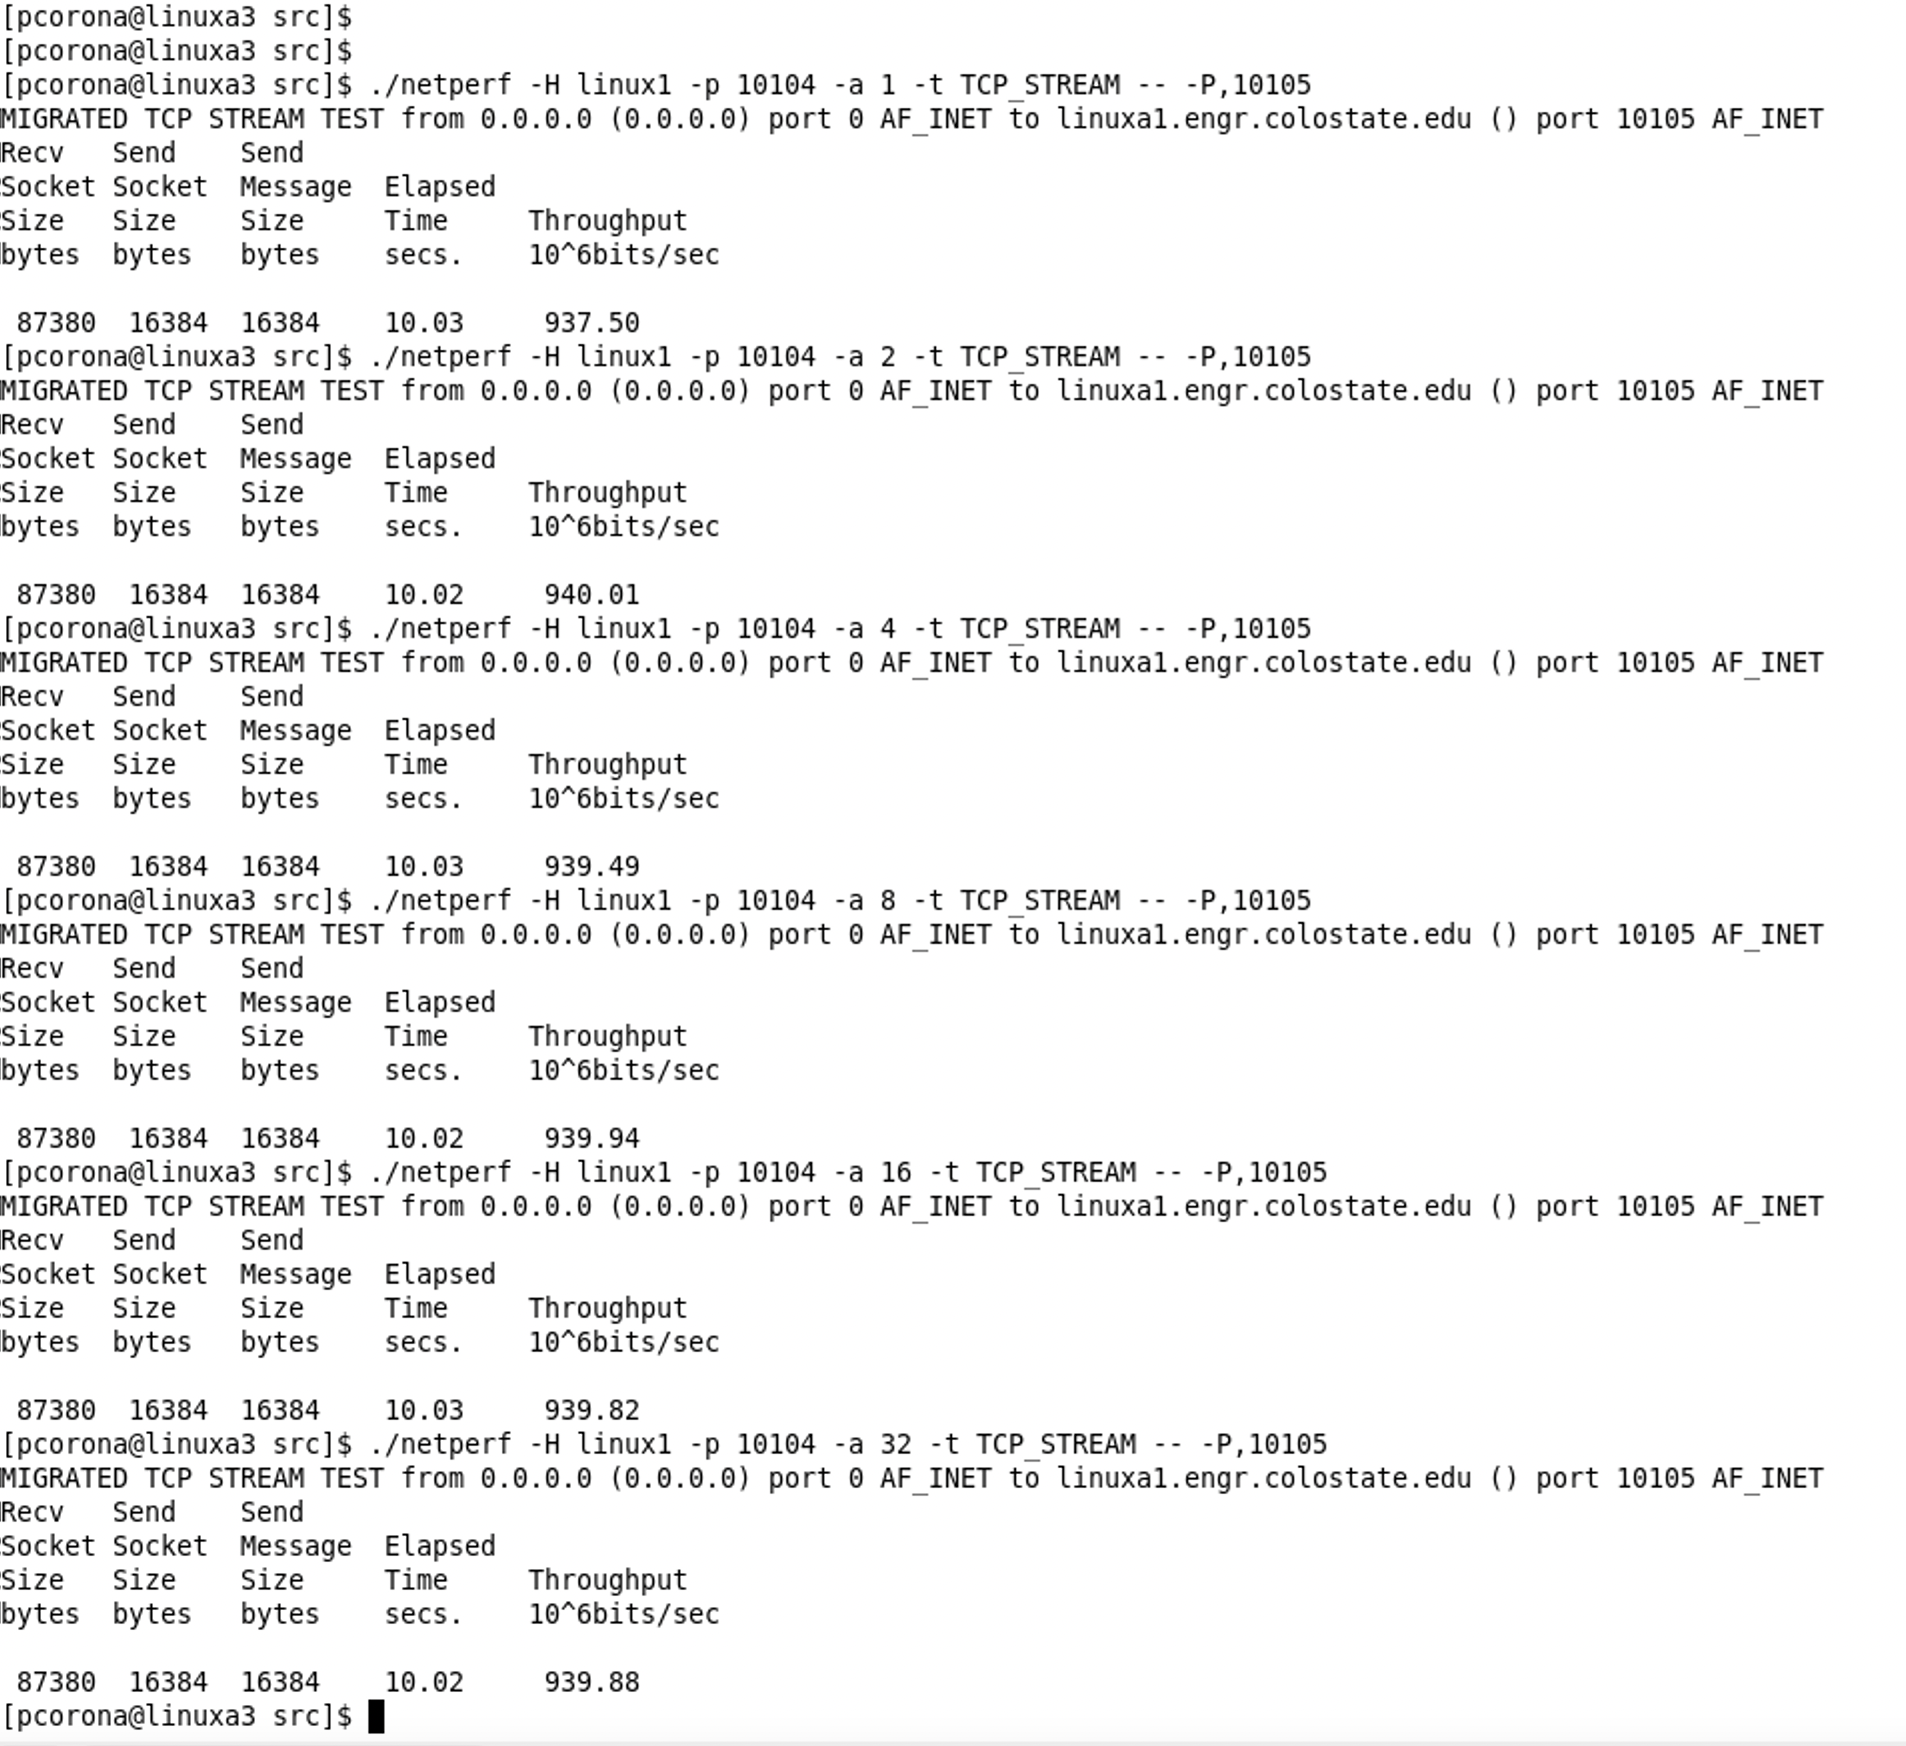 [pcorona@linuxa3 src]$
[pcorona@linuxa3 src]$
[pcorona@linuxa3 src]$ ./netperf -H linux1 -p 10104 -a 1 -t TCP_STREAM -- -P,10105
MIGRATED TCP STREAM TEST from 0.0.0.0 (0.0.0.0) port 0 AF_INET to linuxa1.engr.colostate.edu () port 10105 AF_INET
Recv   Send    Send
Socket Socket  Message  Elapsed
Size   Size    Size     Time     Throughput
bytes  bytes   bytes    secs.    10^6bits/sec

 87380  16384  16384    10.03     937.50
[pcorona@linuxa3 src]$ ./netperf -H linux1 -p 10104 -a 2 -t TCP_STREAM -- -P,10105
MIGRATED TCP STREAM TEST from 0.0.0.0 (0.0.0.0) port 0 AF_INET to linuxa1.engr.colostate.edu () port 10105 AF_INET
Recv   Send    Send
Socket Socket  Message  Elapsed
Size   Size    Size     Time     Throughput
bytes  bytes   bytes    secs.    10^6bits/sec

 87380  16384  16384    10.02     940.01
[pcorona@linuxa3 src]$ ./netperf -H linux1 -p 10104 -a 4 -t TCP_STREAM -- -P,10105
MIGRATED TCP STREAM TEST from 0.0.0.0 (0.0.0.0) port 0 AF_INET to linuxa1.engr.colostate.edu () port 10105 AF_INET
Recv   Send    Send
Socket Socket  Message  Elapsed
Size   Size    Size     Time     Throughput
bytes  bytes   bytes    secs.    10^6bits/sec

 87380  16384  16384    10.03     939.49
[pcorona@linuxa3 src]$ ./netperf -H linux1 -p 10104 -a 8 -t TCP_STREAM -- -P,10105
MIGRATED TCP STREAM TEST from 0.0.0.0 (0.0.0.0) port 0 AF_INET to linuxa1.engr.colostate.edu () port 10105 AF_INET
Recv   Send    Send
Socket Socket  Message  Elapsed
Size   Size    Size     Time     Throughput
bytes  bytes   bytes    secs.    10^6bits/sec

 87380  16384  16384    10.02     939.94
[pcorona@linuxa3 src]$ ./netperf -H linux1 -p 10104 -a 16 -t TCP_STREAM -- -P,10105
MIGRATED TCP STREAM TEST from 0.0.0.0 (0.0.0.0) port 0 AF_INET to linuxa1.engr.colostate.edu () port 10105 AF_INET
Recv   Send    Send
Socket Socket  Message  Elapsed
Size   Size    Size     Time     Throughput
bytes  bytes   bytes    secs.    10^6bits/sec

 87380  16384  16384    10.03     939.82
[pcorona@linuxa3 src]$ ./netperf -H linux1 -p 10104 -a 32 -t TCP_STREAM -- -P,10105
MIGRATED TCP STREAM TEST from 0.0.0.0 (0.0.0.0) port 0 AF_INET to linuxa1.engr.colostate.edu () port 10105 AF_INET
Recv   Send    Send
Socket Socket  Message  Elapsed
Size   Size    Size     Time     Throughput
bytes  bytes   bytes    secs.    10^6bits/sec

 87380  16384  16384    10.02     939.88
[pcorona@linuxa3 src]$